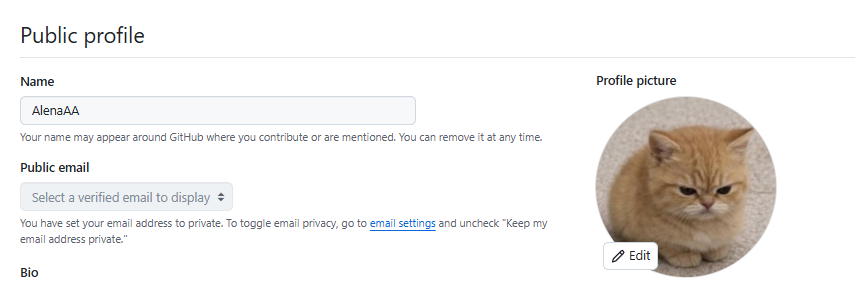 Public profile
Name
Profile picture
AlenaAA
Your name may appear around GitHub where you contribute or are mentioned. You can remove it at any time.
Public email
Select a verified email to display
You have set your email address to private. To toggle email privacy, go to email settings and uncheck "Keep my
email address private."
Edit
Bio